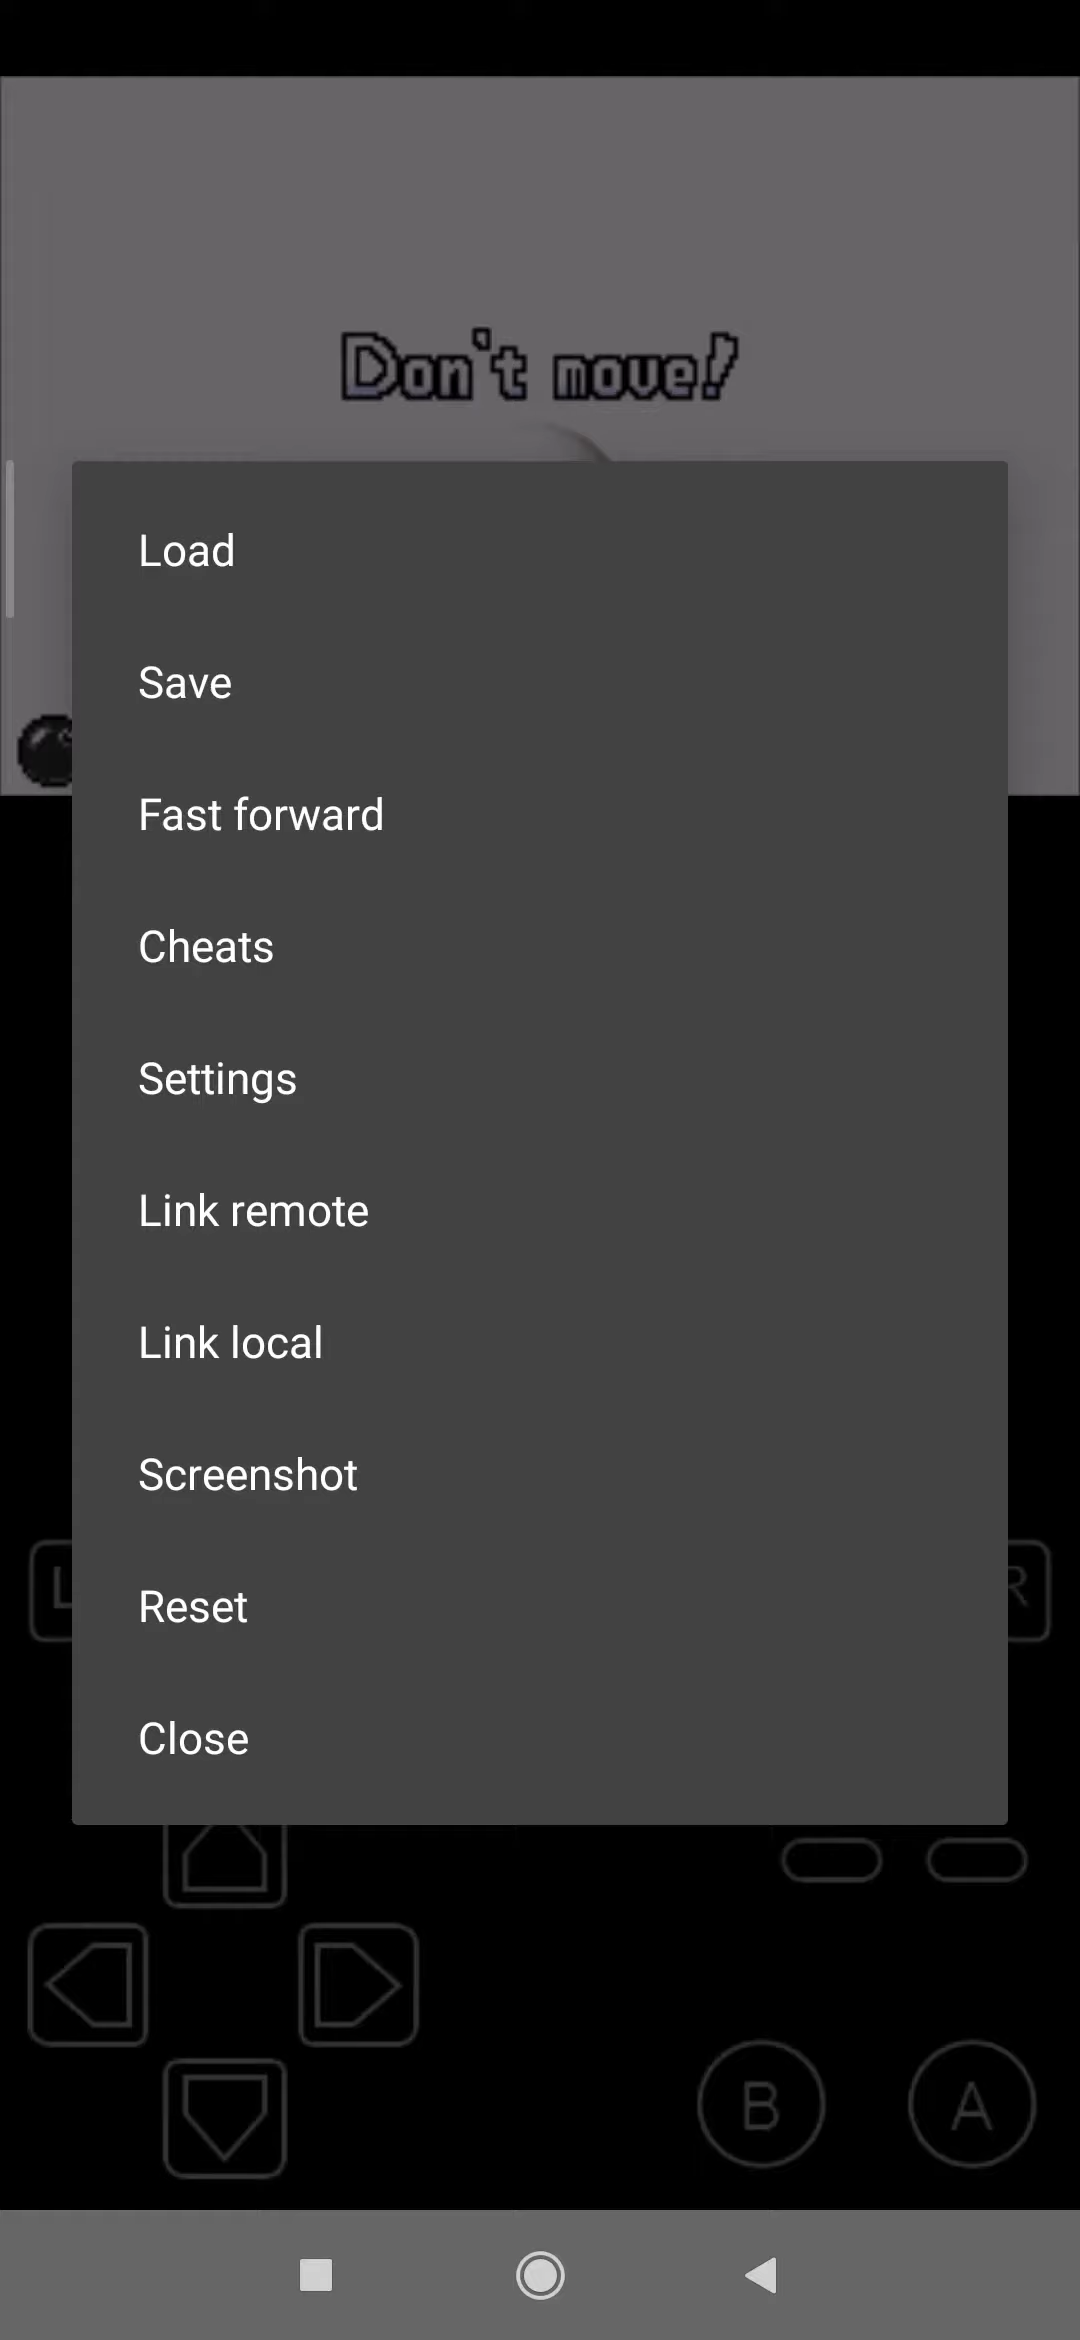 Don't move!
Load
Save
Fast forward
Cheats
Settings
Link remote
Link local
Screenshot
L
R
Reset
Close
B
A